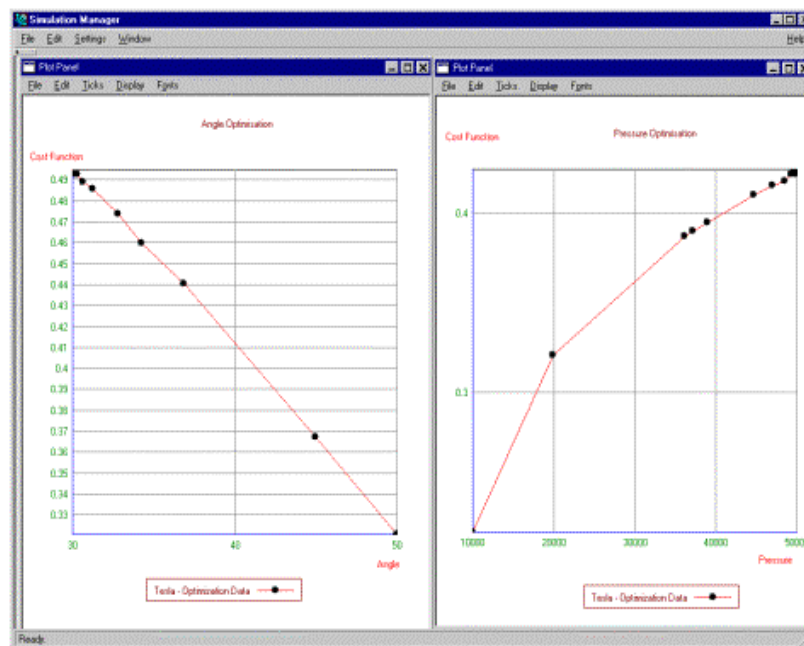 Simulation Manager
File Edit Settings Window Help
Plot Panel
File Edit Ticks Display Fonts
Angle Optimisation
Cost Function
0.49
0.48
0.47
0.46
0.45
0.44
0.43
0.42
0.41
0.4
0.39
0.38
0.37
0.36
0.35
0.34
0.33
30 40 50
Angle
Tesla - Optimization Data
Plot Panel
File Edit Ticks Display Fonts
Pressure Optimisation
Cost Function
0.4
0.3
10000 20000 30000 40000 5000
Pressure
Tesla - Optimization Data
Ready